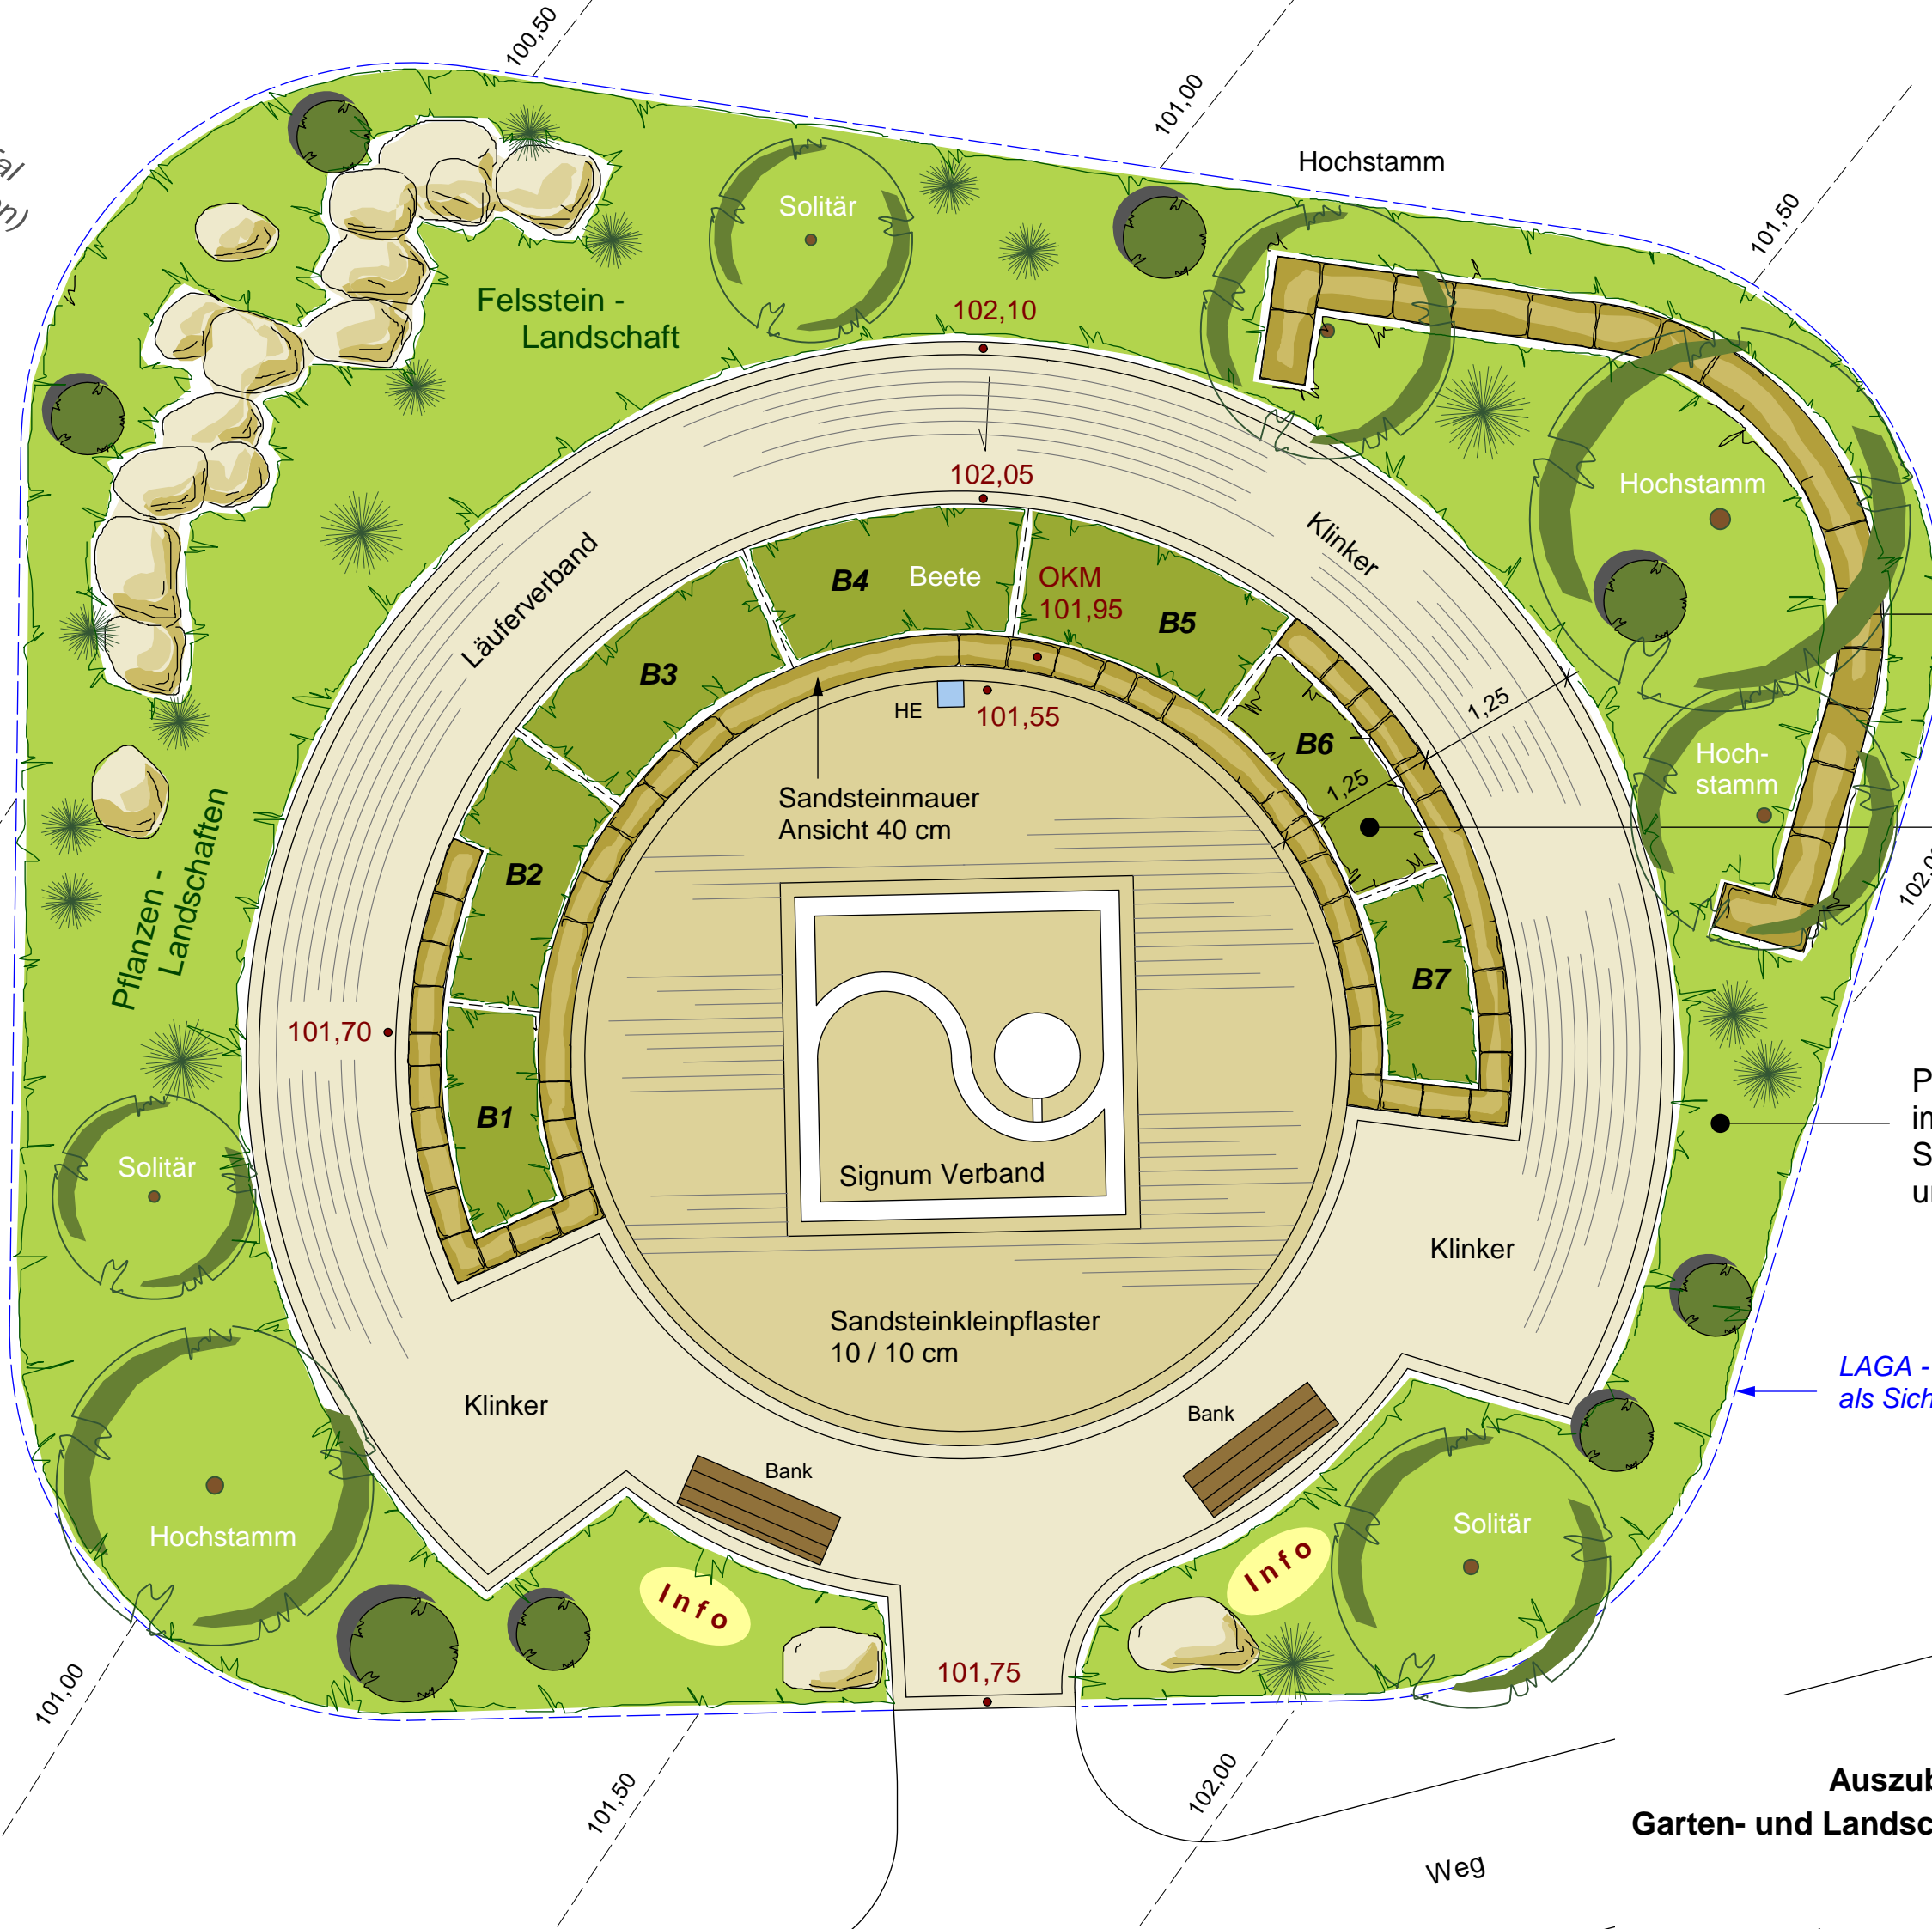 100,50
101,00
Hochstamm
101,50
Solitär
102,10
Felsstein -
Landschaft
102,05
Klinker
Hochstamm
Läuferverband
B4
Beete
OKM
101,95
B5
B3
1,25
HE
101,55
B6
Hoch-
stamm
1,25
Sandsteinmauer
Ansicht 40 cm
Pflanzen -
Landschaften
B2
B7
101,70
B1
Solitär
Signum Verband
Klinker
Sandsteinkleinpflaster
10 / 10 cm
LAGA -
als
Klinker
Bank
Bank
Hochstamm
Solitär
Info
Info
101,75
101,00
101,50
102,00
Garten- und
Weg